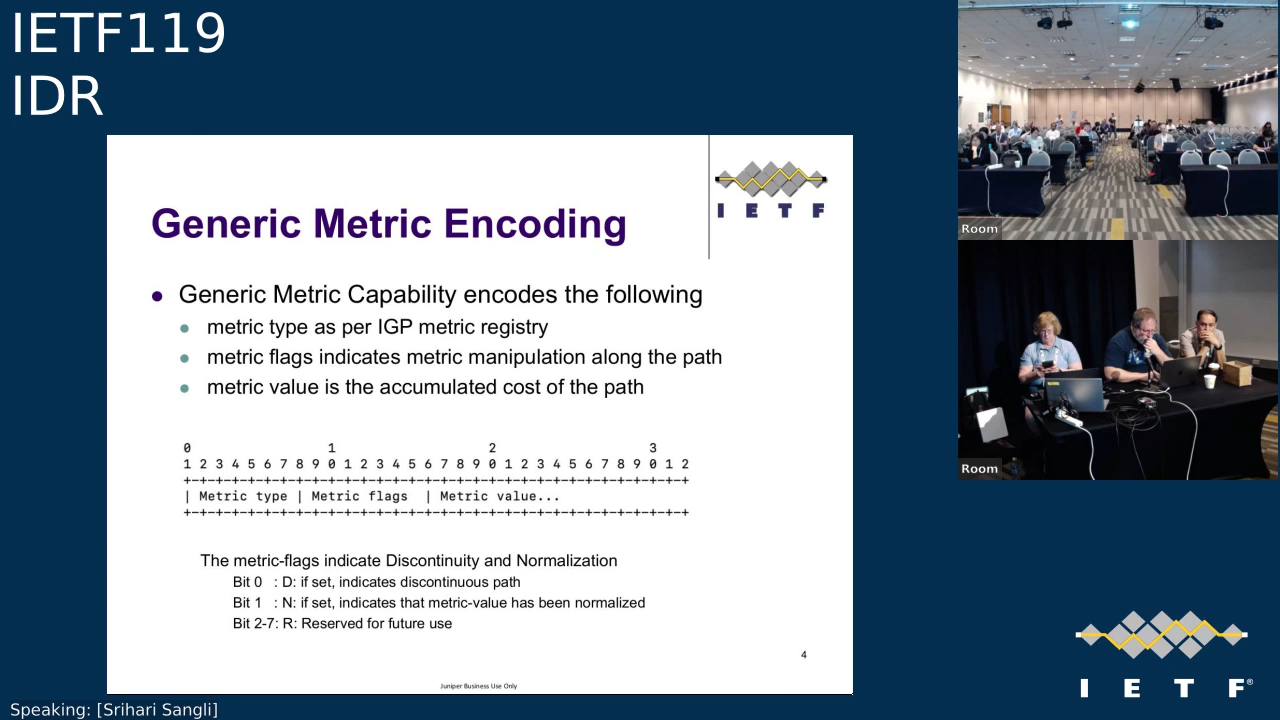 IETF119
IDR
I E T F
Generic Metric Encoding
Generic Metric Capability encodes the following
metric type as per IGP metric registry
metric flags indicates metric manipulation along the path
metric value is the accumulated cost of the path
0 1 2 3
1 2 3 4 5 6 7 8 9 0 1 2 3 4 5 6 7 8 9 0 1 2 3 4 5 6 7 8 9 0 1 2
+-+-+-+-+-+-+-+-+-+-+-+-+-+-+-+-+-+-+-+-+-+-+-+-+-+-+-+-+-+-+-+
| Metric type | Metric flags | Metric value...
+-+-+-+-+-+-+-+-+-+-+-+-+-+-+-+-+-+-+-+-+-+-+-+-+-+-+-+-+-+-+-+
The metric-flags indicate Discontinuity and Normalization
Bit 0 : D: if set, indicates discontinuous path
Bit 1 : N: if set, indicates that metric-value has been normalized
Bit 2-7: R: Reserved for future use
4
Juniper Business Use Only
Room
Room
I E T F®
Speaking: [Srihari Sangli]